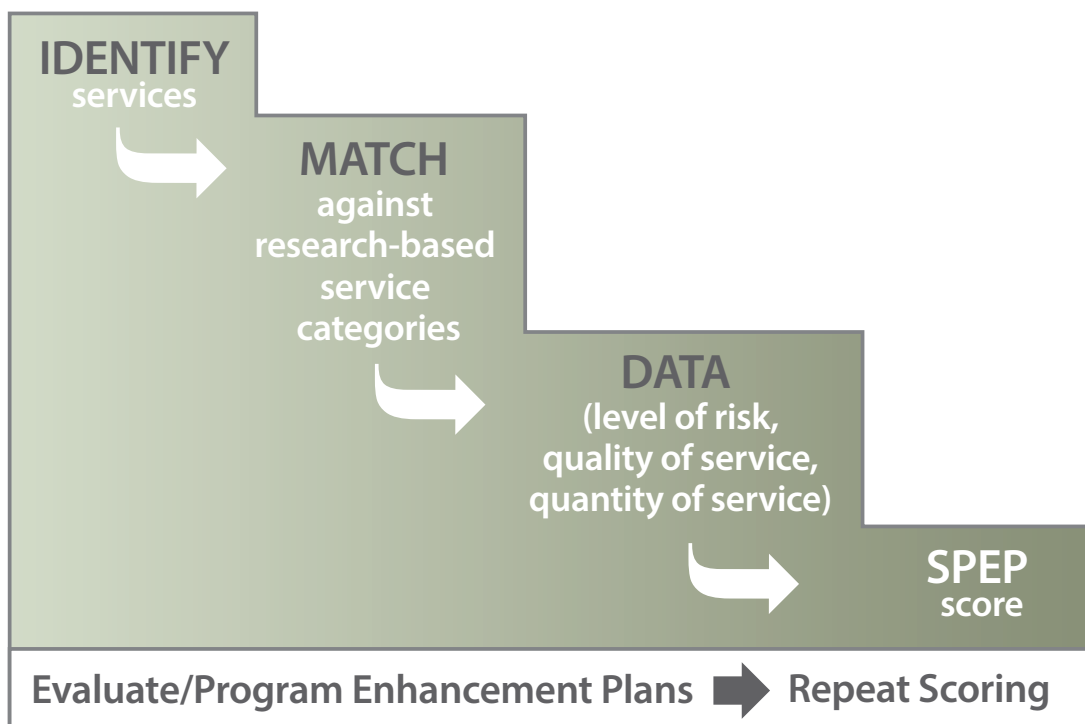 IDENTIFY
services
MATCH
against
research-based
service
categories
DATA
(level of risk,
quality of service,
quantity of service)
SPEP
score
Evaluate/Program Enhancement Plans Repeat Scoring